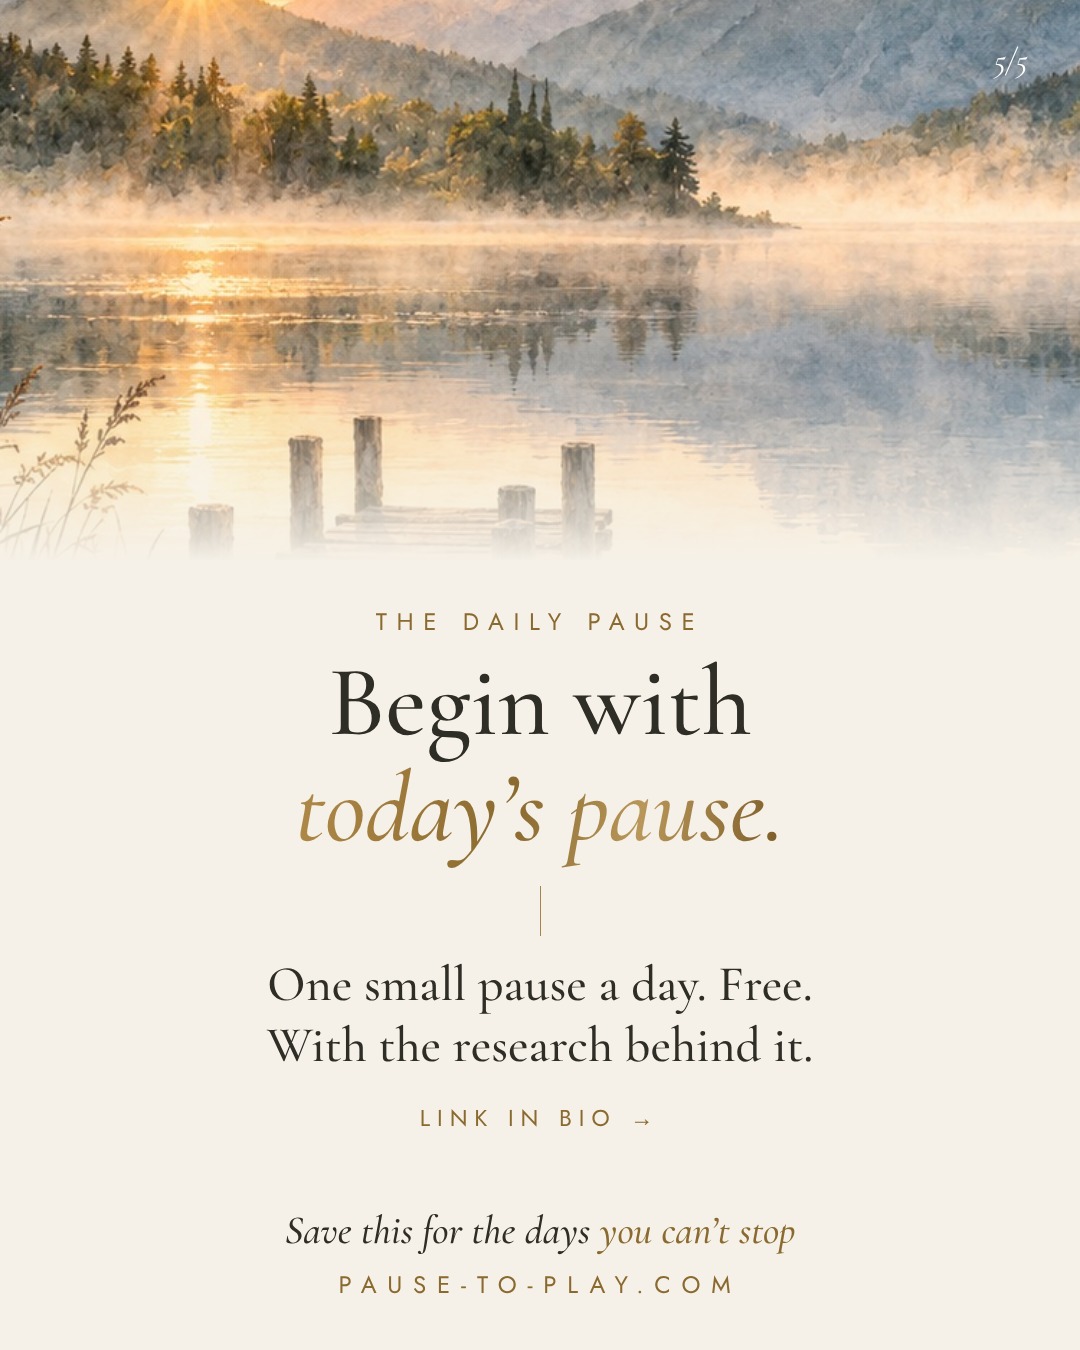 5/5
THE DAILY PAUSE
Begin with
today’s pause.
One small pause a day. Free.
With the research behind it.
LINK IN BIO →
Save this for the days you can’t stop
PAUSE-TO-PLAY.COM